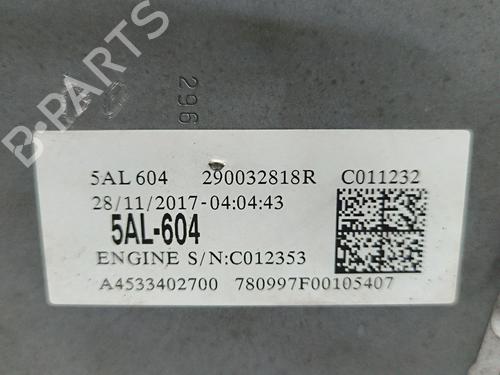 B-PARTS
296
5AL 604 290032818R C011232
28/11/2017-04:04:43
5AL-604
ENGINE S/N:C012353
A4533402700 780997F00105407